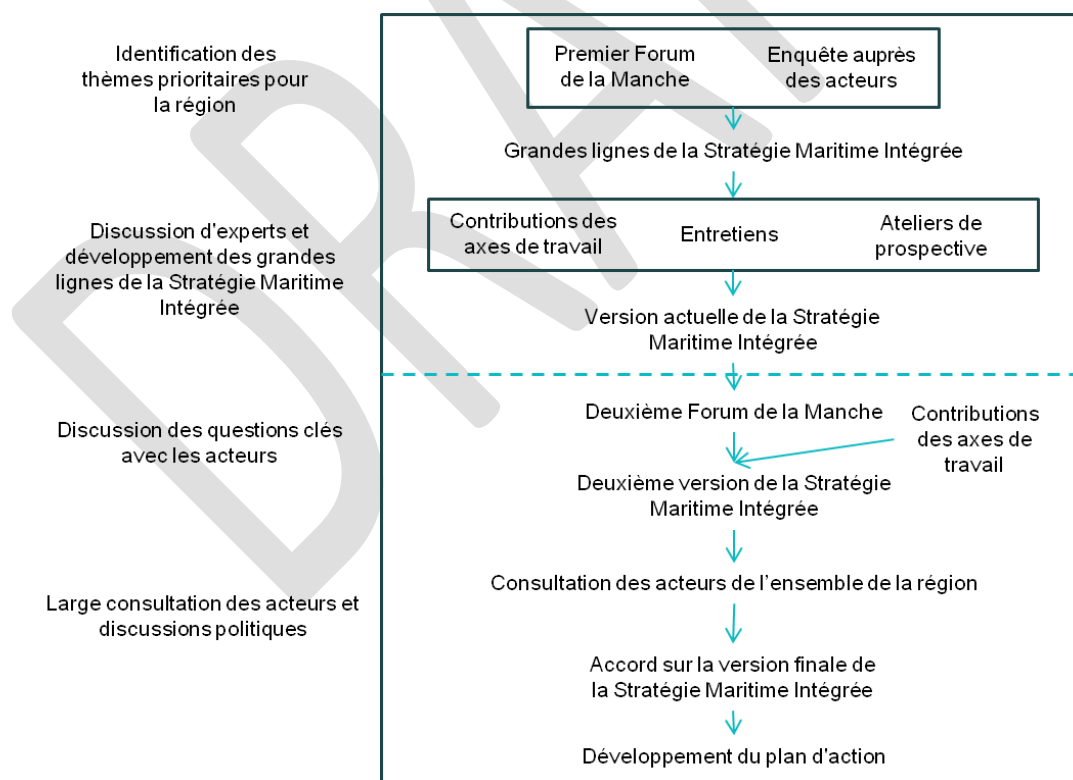 Identification des
thèmes prioritaires pour
la région
Premier Forum
de la Manche
Enquête auprès
des acteurs
Grandes lignes de la Stratégie Maritime Intégrée
Discussion d'experts et
développement des grandes
lignes de la Stratégie Maritime
Intégrée
Contributions des
axes de travail
Entretiens
Ateliers de
prospective
Version actuelle de la Stratégie
Maritime Intégrée
Discussion des questions clés
avec les acteurs
Deuxième Forum de la Manche
Contributions
des axes de
travail
Deuxième version de la Stratégie
Maritime Intégrée
Large consultation des acteurs et
discussions politiques
Consultation des acteurs de l'ensemble de la région
Accord sur la version finale de
la Stratégie Maritime Intégrée
Développement du plan d'action